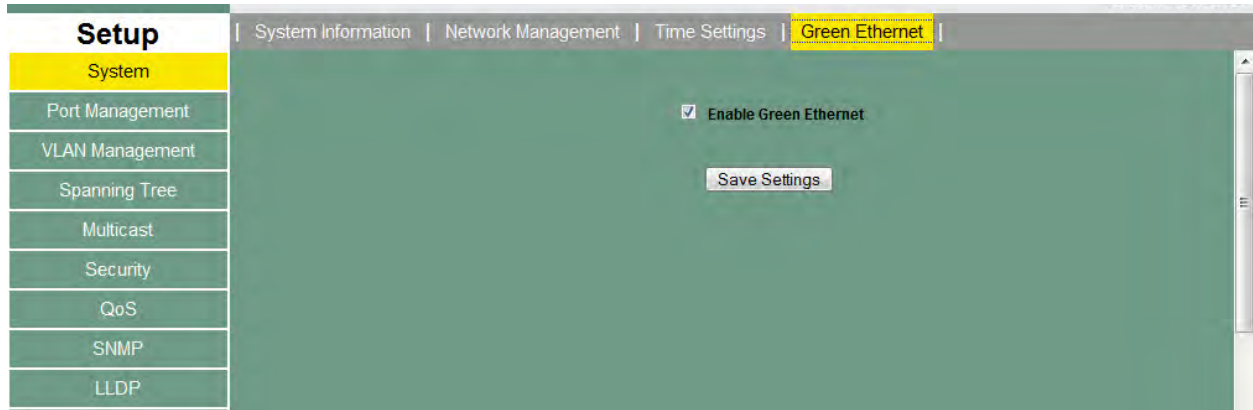 Setup
| System Information | Network Management | Time Settings | Green Ethernet |
System
Port Management
VLAN Management
Spanning Tree
Multicast
Security
QoS
SNMP
LLDP
Enable Green Ethernet
Save Settings